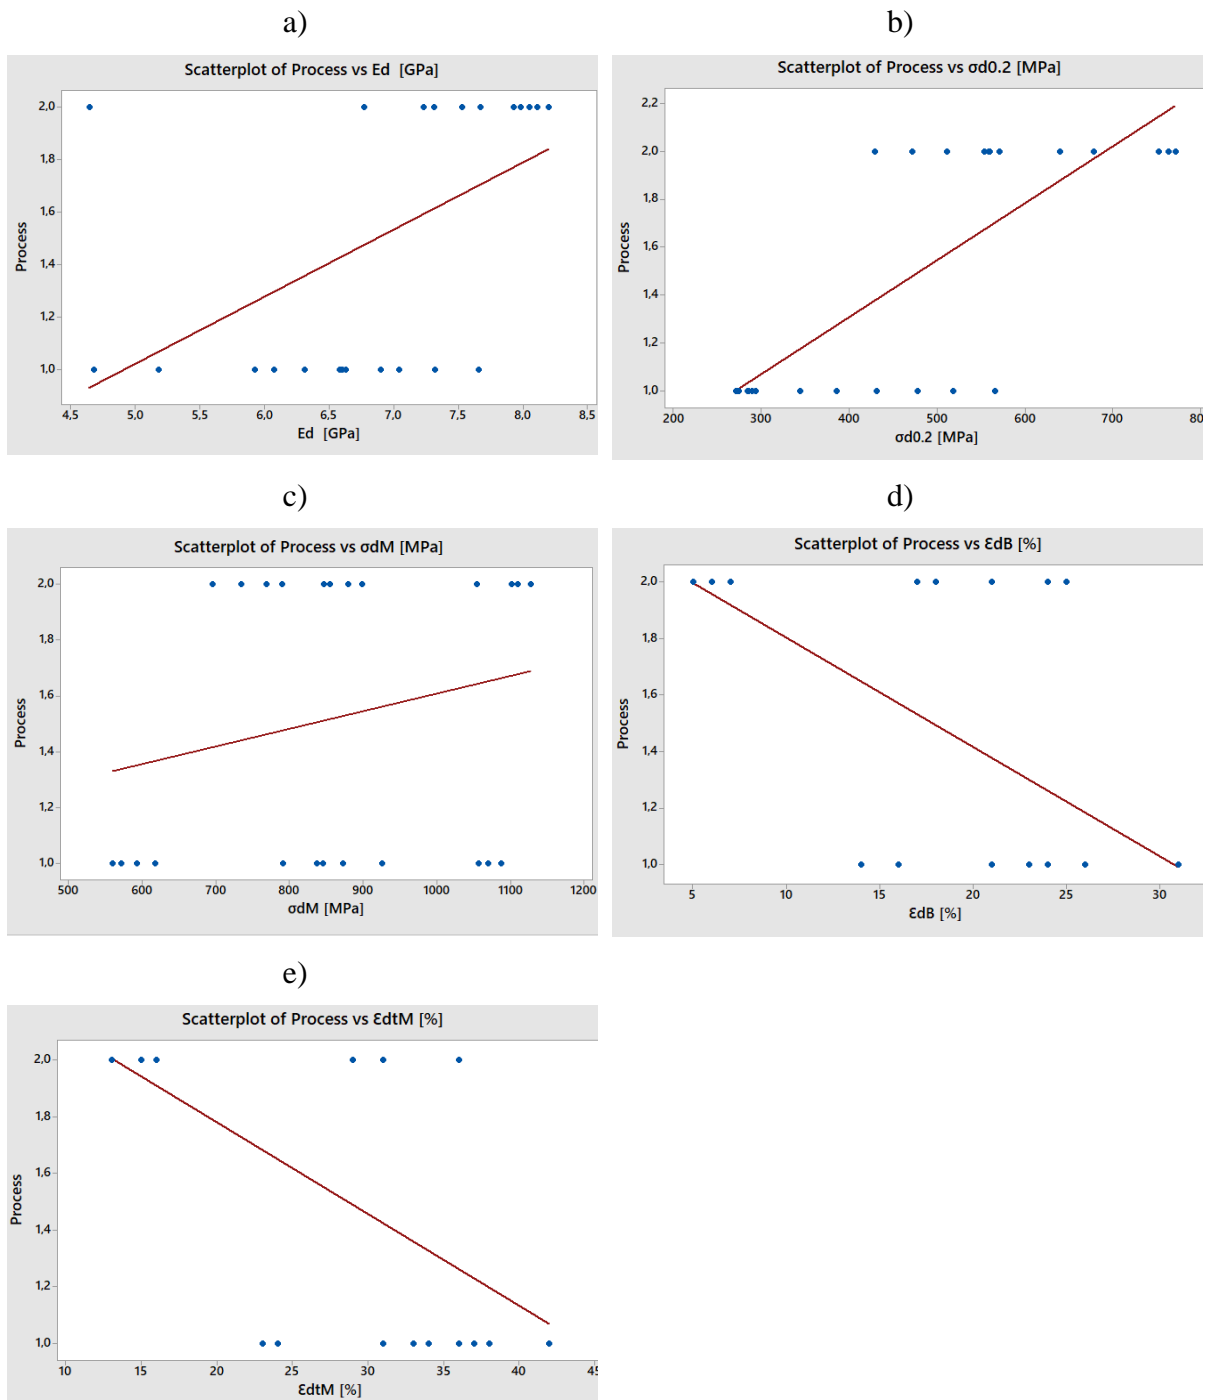 a)
Scatterplot of Process vs Ed [GPa]
2,0
1,8
1,6
1,4
1,2
1,0
Process
4,5 5,0 5,5 6,0 6,5 7,0 7,5 8,0 8,5
Ed [GPa]
b)
Scatterplot of Process vs σd0.2 [MPa]
2,2
2,0
1,8
1,6
1,4
1,2
1,0
Process
200 300 400 500 600 700 80
σd0.2 [MPa]
c)
Scatterplot of Process vs σdM [MPa]
2,0
1,8
1,6
1,4
1,2
1,0
Process
500 600 700 800 900 1000 1100 1200
σdM [MPa]
d)
Scatterplot of Process vs ƐdB [%]
2,0
1,8
1,6
1,4
1,2
1,0
Process
5 10 15 20 25 30
ƐdB [%]
e)
Scatterplot of Process vs ƐdtM [%]
2,0
1,8
1,6
1,4
1,2
1,0
Process
10 15 20 25 30 35 40 45
ƐdtM [%]